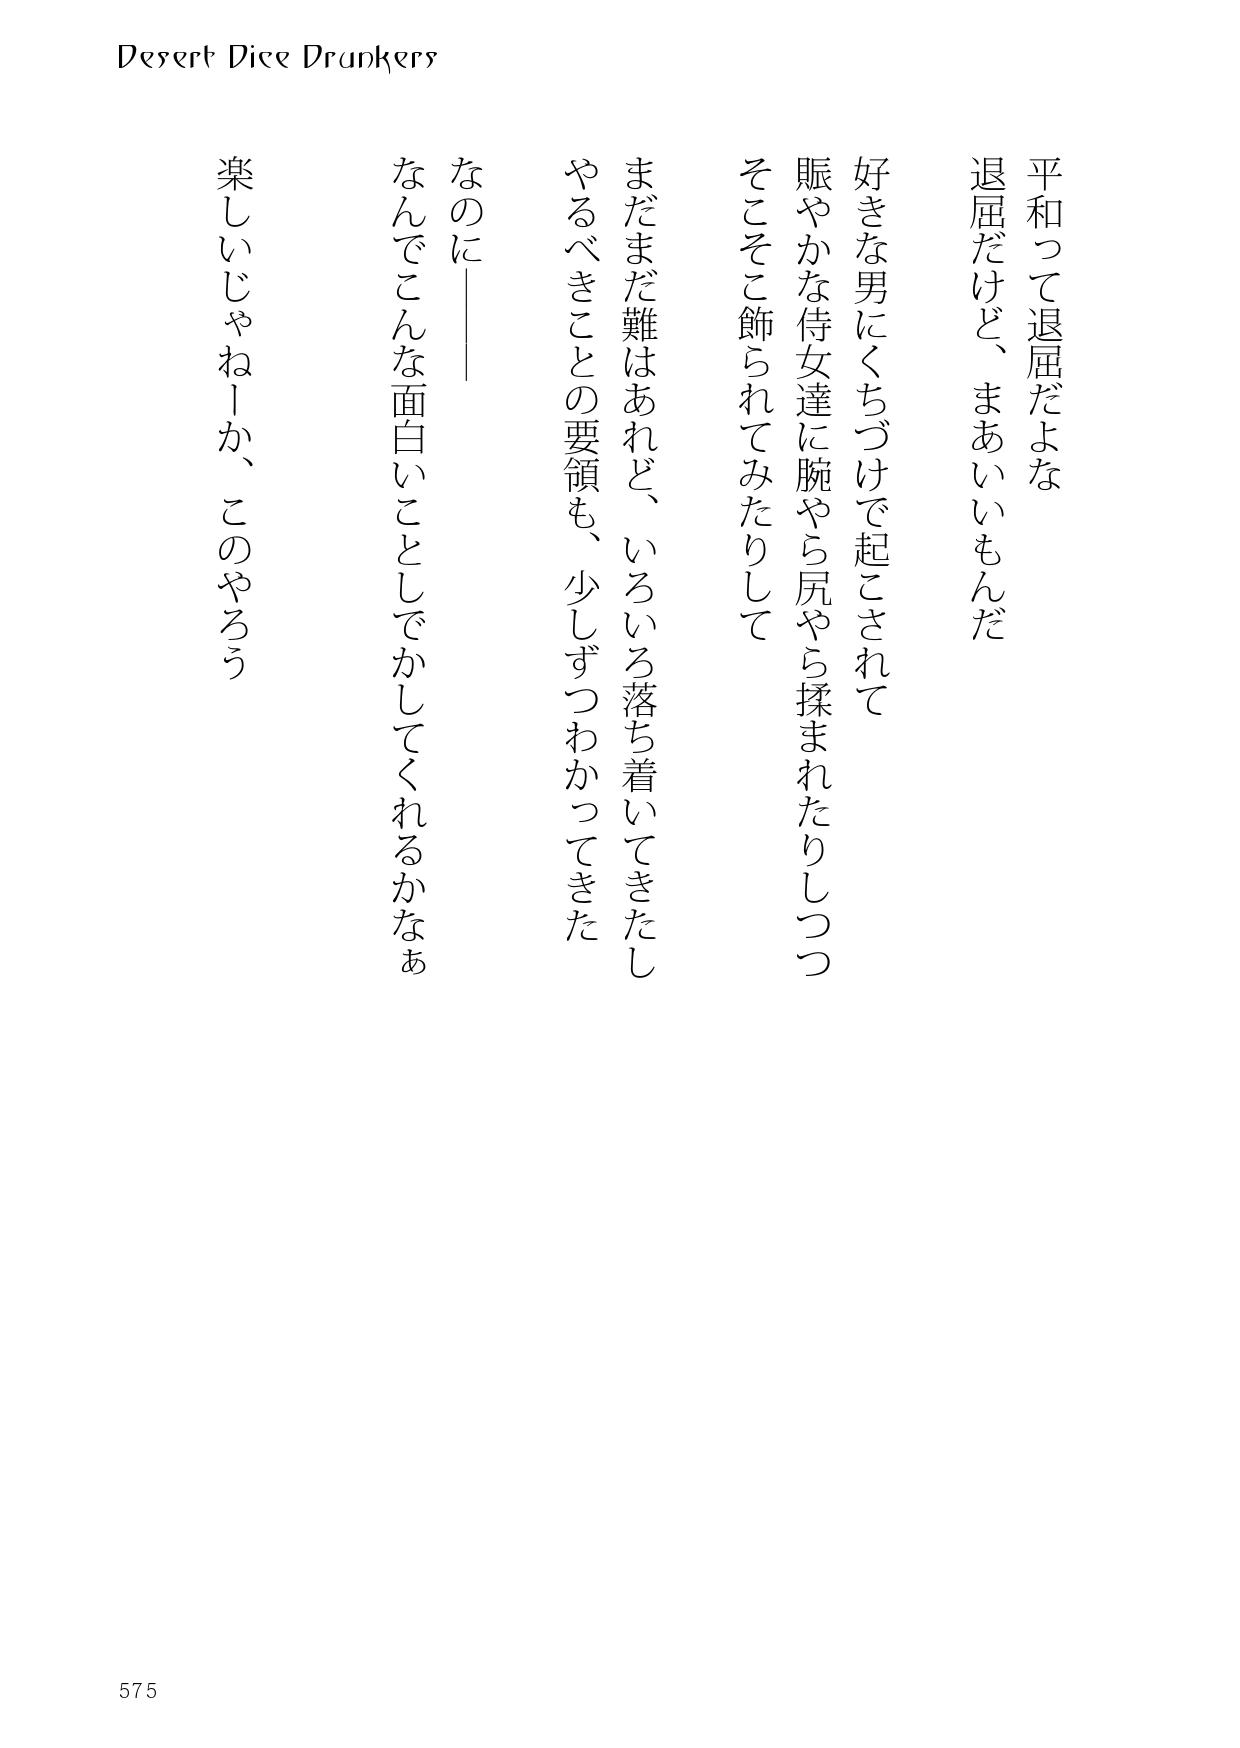 Desert Dice Drunkers
平和って退屈だよな
退屈だけど、まあいいもんだ
好きな男にくちづけで起こされて
賑やかな侍女達に腕やら尻やら揉まれたりしつつ
そこそこ飾られてみたりして
まだまだ難はあれど、いろいろ落ち着いてきたし
やるべきことの要領も、少しずつわかってきた
なのに―――
なんでこんな面白いことしでかしてくれるかなぁ
楽しいじゃねーか、このやろう
575